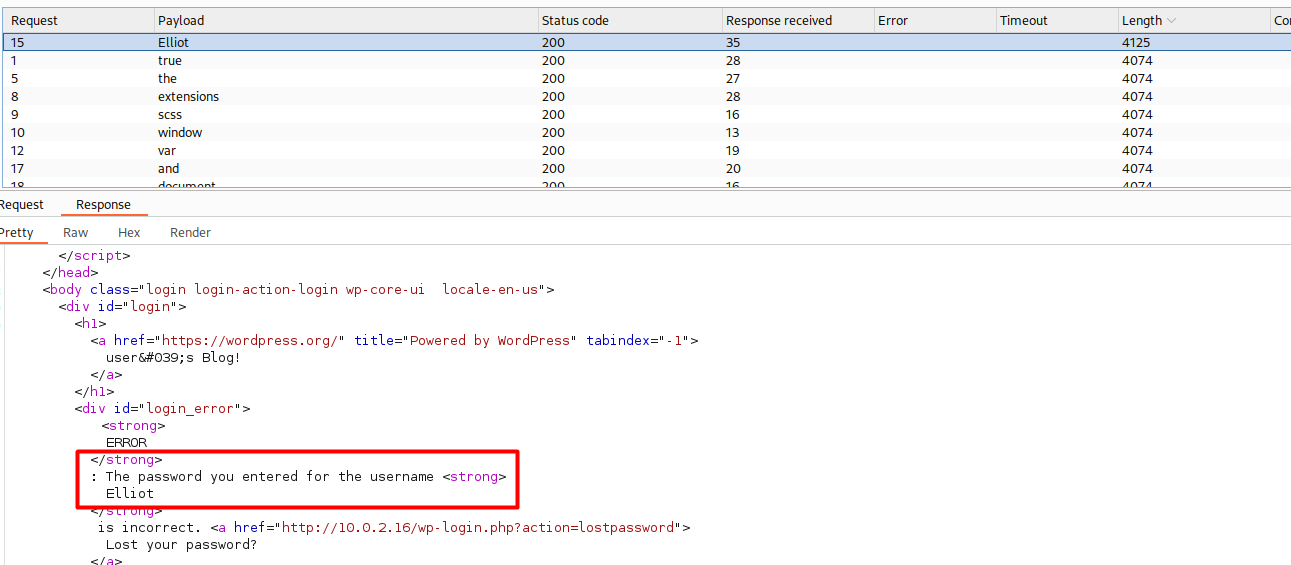 Request Payload Status code Response received Error Timeout Length
15 Elliot 200 35 4125
1 true 200 28 4074
5 the 200 27 4074
8 extensions 200 28 4074
9 scss 200 16 4074
10 window 200 13 4074
12 var 200 19 4074
17 and 200 20 4074
18 document 200 16 4074
Request Response
Pretty Raw Hex Render
</script>
</head>
<body class="login login-action-login wp-core-ui  locale-en-us">
<div id="login">
<h1>
<a href="https://wordpress.org/" title="Powered by WordPress" tabindex="-1">
user&#039;s Blog!
</a>
</h1>
<div id="login_error">
<strong>
ERROR
</strong>
: The password you entered for the username <strong>
Elliot
</strong>
is incorrect. <a href="http://10.0.2.16/wp-login.php?action=lostpassword">
Lost your password?
</a>